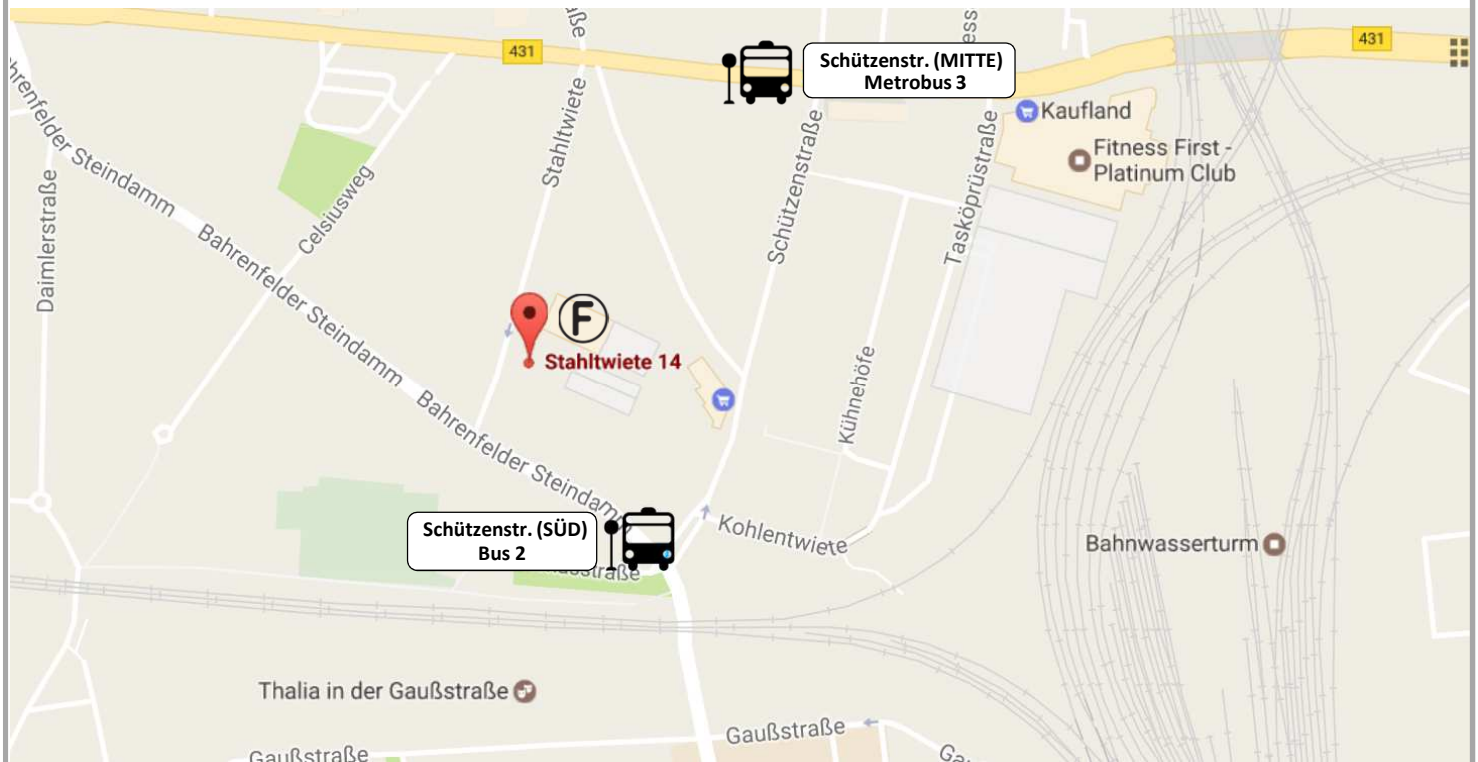 431
431
Schützenstr. (MITTE)
Metrobus 3
Kaufland
Fitness First -
Platinum Club
Stahltwiete
Schützenstraße
Tasköprüstraße
Bahrenfelder Steindamm
Daimlerstraße
Celsiusweg
Bahrenfelder Steindamm
F
Stahltwiete 14
Kühnehöfe
Bahrenfelder Steindamm
Schützenstr. (SÜD)
Bus 2
Kohlentwiete
Bahnwasserturm
Thalia in der Gaußstraße
Gaußstraße
Gaußstraße